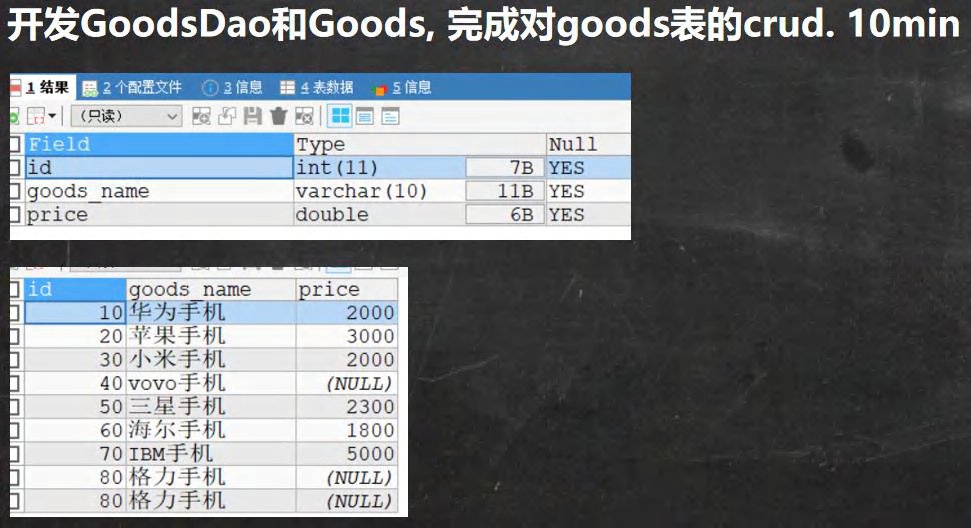 开发GoodsDao和Goods, 完成对goods表的crud. 10min
1 结果 2 个配置文件 3 信息 4 表数据 5 信息
（只读）
Field Type Null
id int(11) 7B YES
goods_name varchar(10) 11B YES
price double 6B YES
id goods_name price
10 华为手机 2000
20 苹果手机 3000
30 小米手机 2000
40 vovo手机 (NULL)
50 三星手机 2300
60 海尔手机 1800
70 IBM手机 5000
80 格力手机 (NULL)
80 格力手机 (NULL)